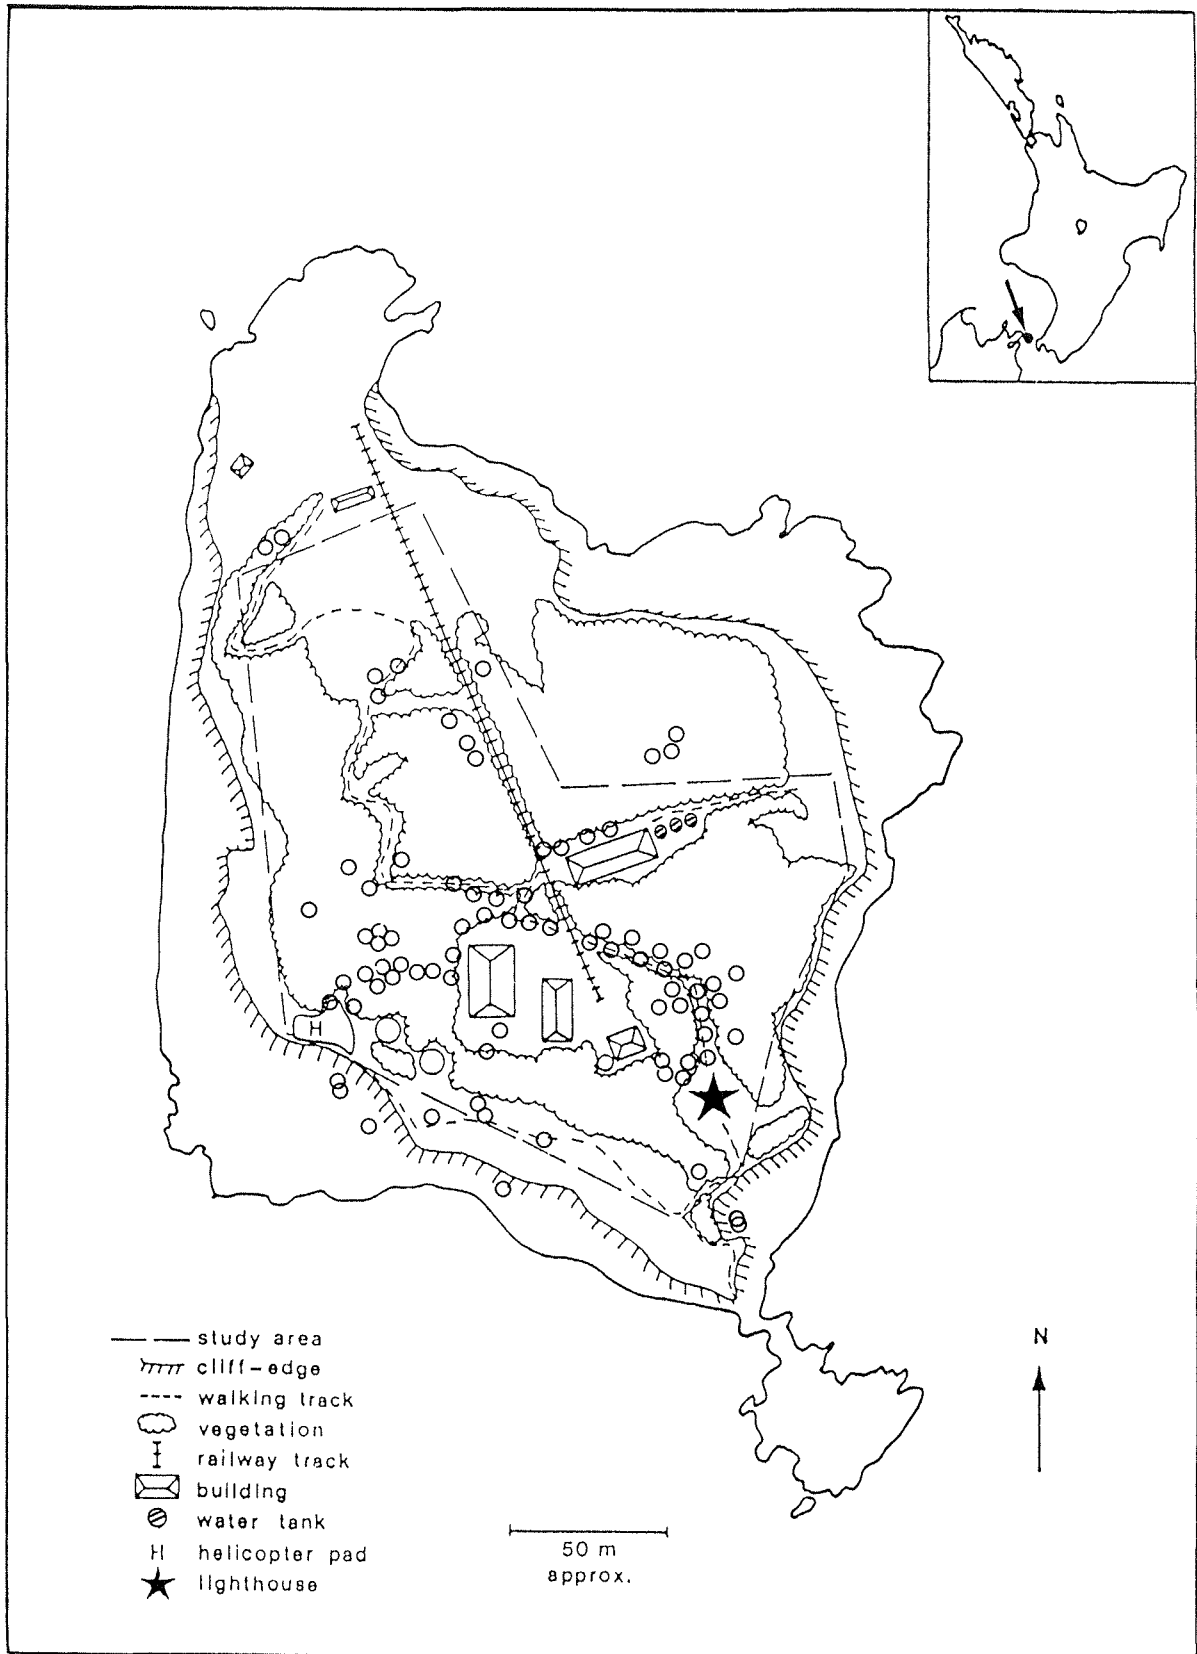 H
study area
cliff-edge
walking track
vegetation
railway track
building
water tank
H helicopter pad
lighthouse
50 m
approx.
N